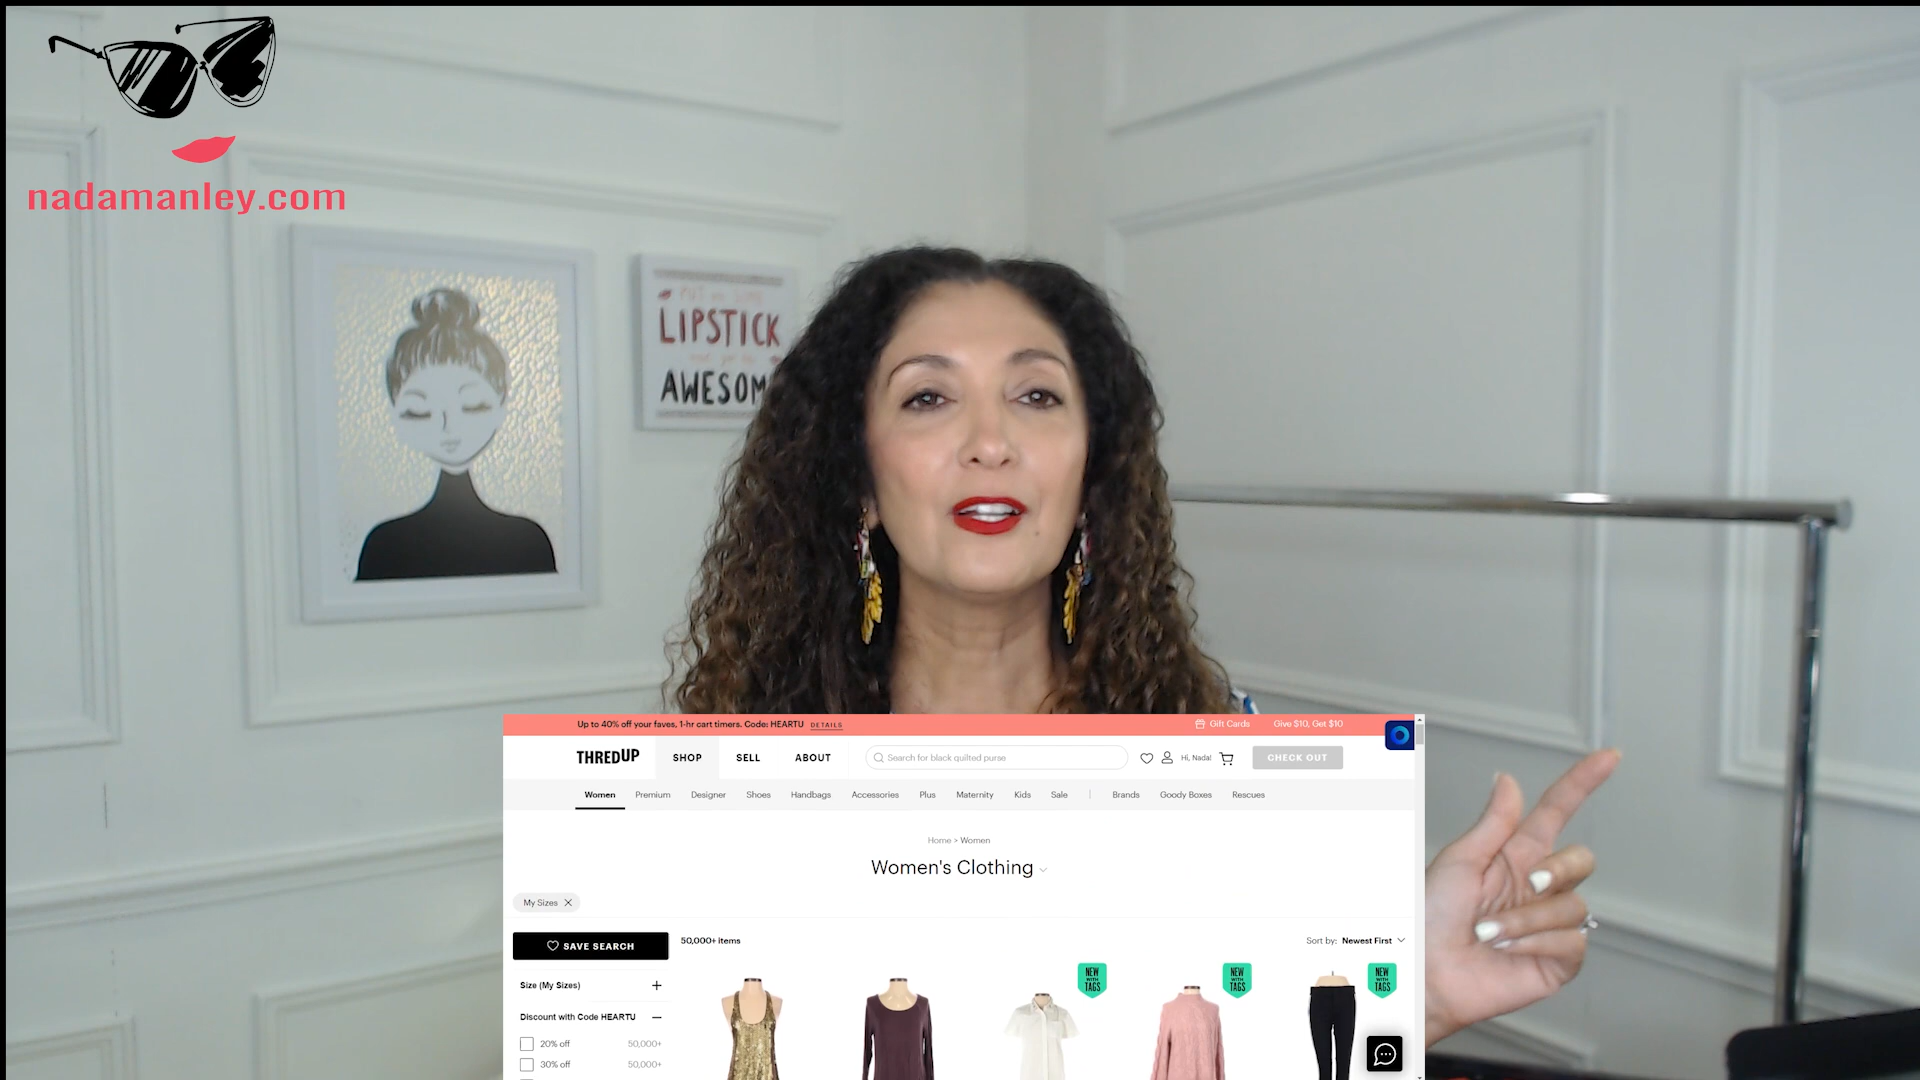 nadamanley.com
LIPSTICK
AWESOM
Up to 40% off your faves, 1-hr cart timers. Code: HEARTU DETAILS
Gift Cards
Give $10, Get $10
THREDUP
SHOP
SELL
ABOUT
Search for black quilted purse
Hi, Nada!
CHECK OUT
Women
Premium
Designer
Shoes
Handbags
Accessories
Plus
Maternity
Kids
Sale
Brands
Goody Boxes
Rescues
Home > Women
Women's Clothing
My Sizes
SAVE SEARCH
50,000+ items
Sort by: Newest First
NEW
WITH
TAGS
NEW
WITH
TAGS
NEW
WITH
TAGS
Size (My Sizes)
Discount with Code HEARTU
20% off 50,000+
30% off 50,000+